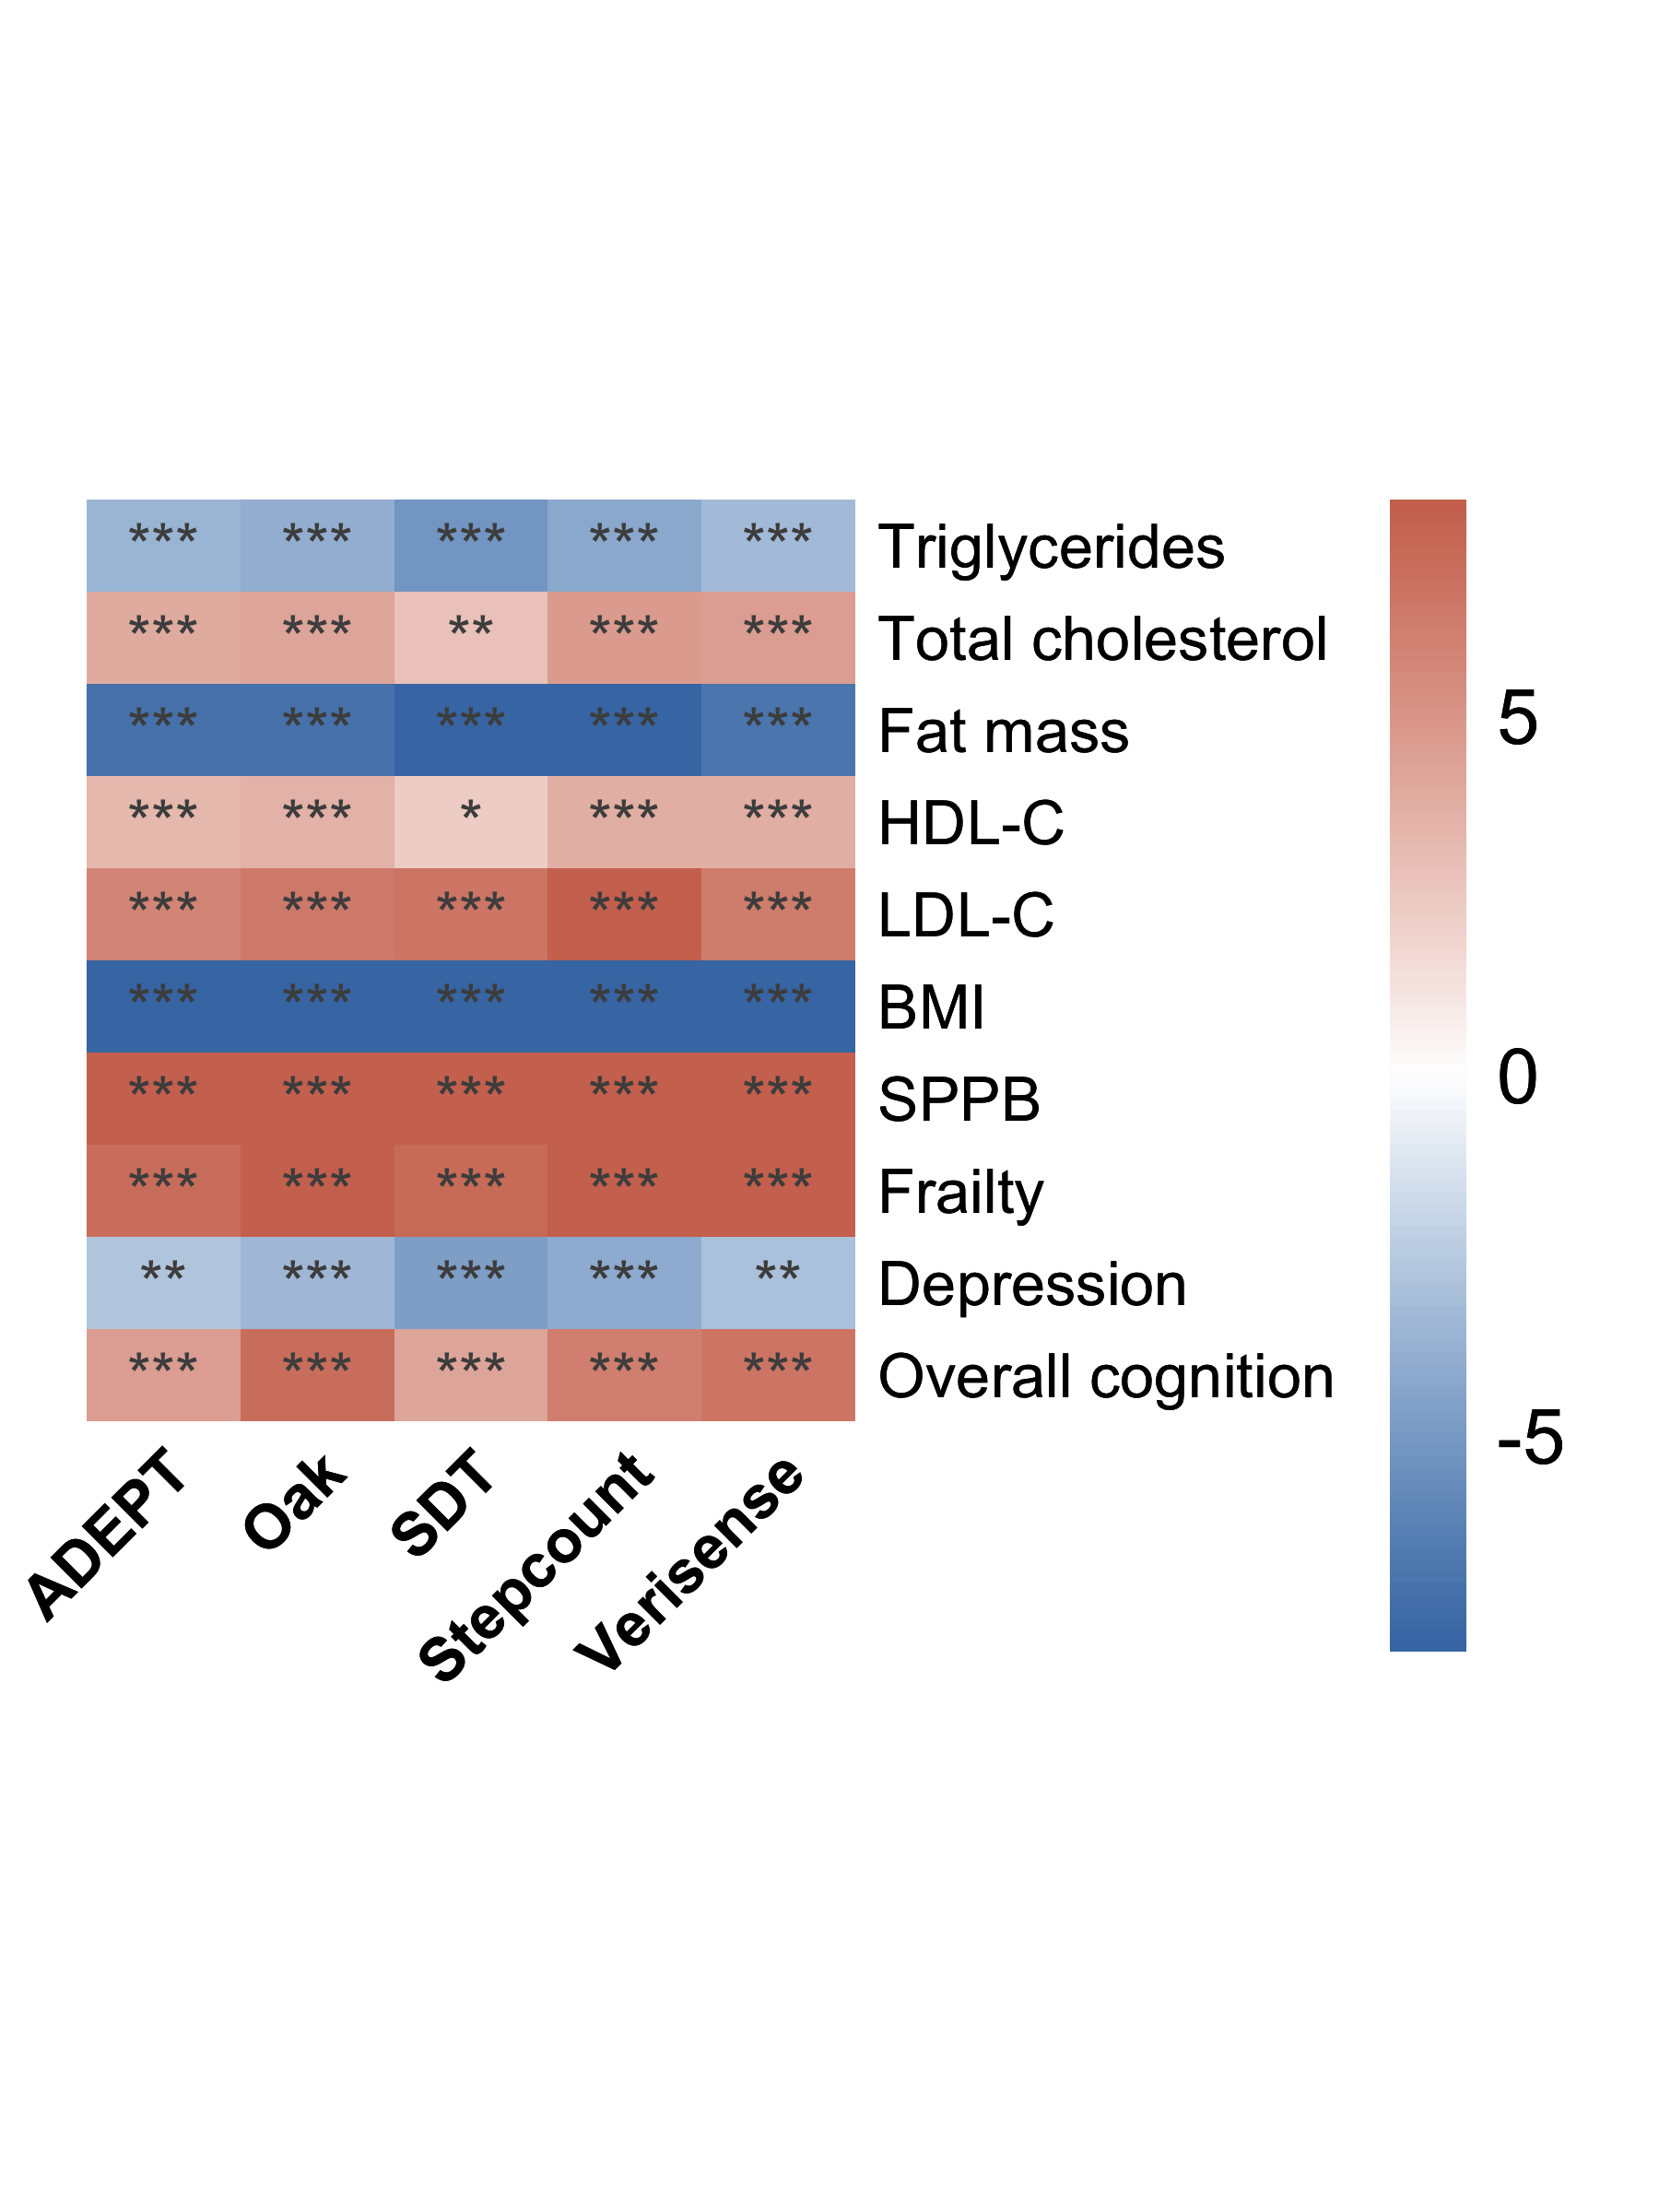 *** *** *** *** *** Triglycerides
*** *** ** *** *** Total cholesterol
*** *** *** *** *** Fat mass
*** *** * *** *** HDL-C
*** *** *** *** *** LDL-C
*** *** *** *** *** BMI
*** *** *** *** *** SPPB
*** *** *** *** *** Frailty
** *** *** *** ** Depression
*** *** *** *** *** Overall cognition
ADEPT
Oak
SDT
Stepcount
Verisense
5
0
-5